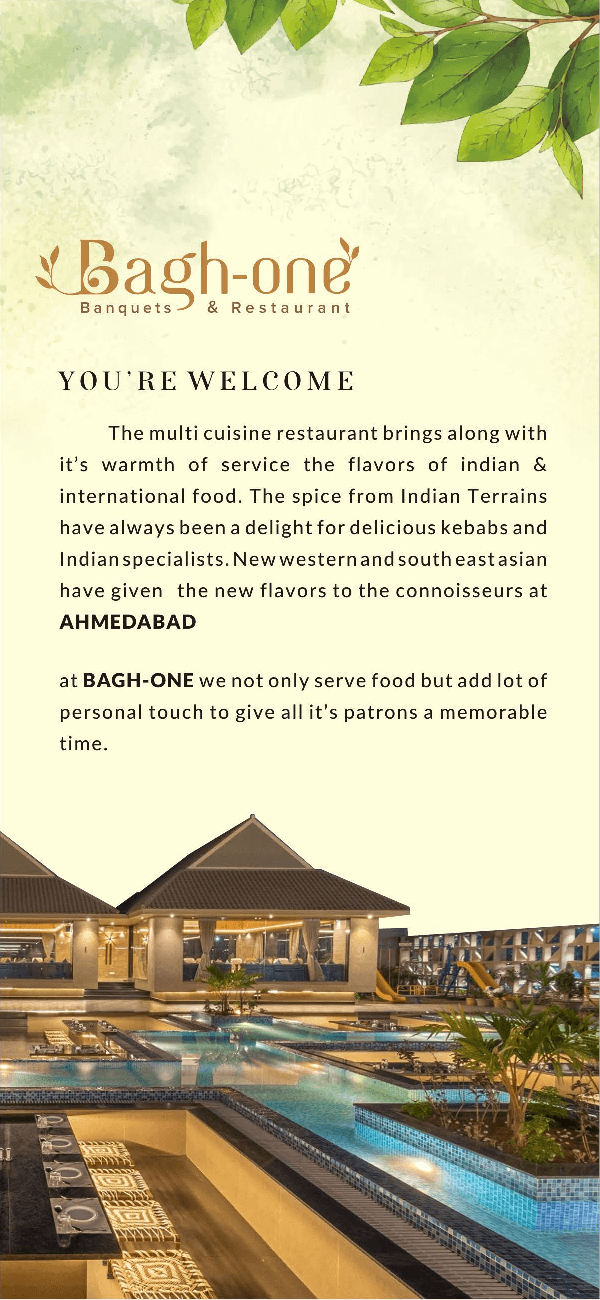 Bagh-one
Banquets & Restaurant
YOU'RE WELCOME
The multi cuisine restaurant brings along with
it's warmth of service the flavors of indian &
international food. The spice from Indian Terrains
have always been a delight for delicious kebabs and
Indian specialists. New western and south east asian
have given the new flavors to the connoisseurs at
AHMEDABAD
at BAGH-ONE we not only serve food but add lot of
personal touch to give all it's patrons a memorable
time.